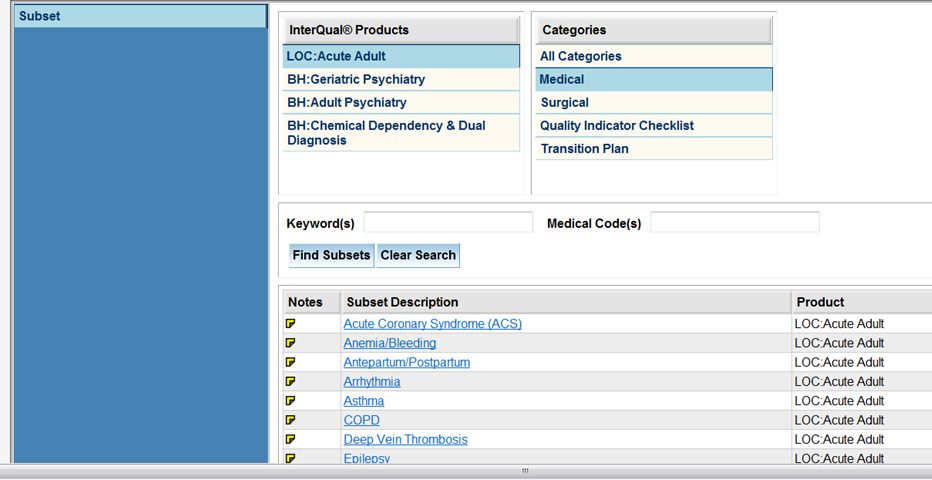 Subset
InterQual® Products
LOC:Acute Adult
BH:Geriatric Psychiatry
BH:Adult Psychiatry
BH:Chemical Dependency & Dual
Diagnosis
Categories
All Categories
Medical
Surgical
Quality Indicator Checklist
Transition Plan
Keyword(s) Medical Code(s)
Find Subsets Clear Search
Notes Subset Description Product
Acute Coronary Syndrome (ACS) LOC:Acute Adult
Anemia/Bleeding LOC:Acute Adult
Antepartum/Postpartum LOC:Acute Adult
Arrhythmia LOC:Acute Adult
Asthma LOC:Acute Adult
COPD LOC:Acute Adult
Deep Vein Thrombosis LOC:Acute Adult
Epilepsy LOC:Acute Adult